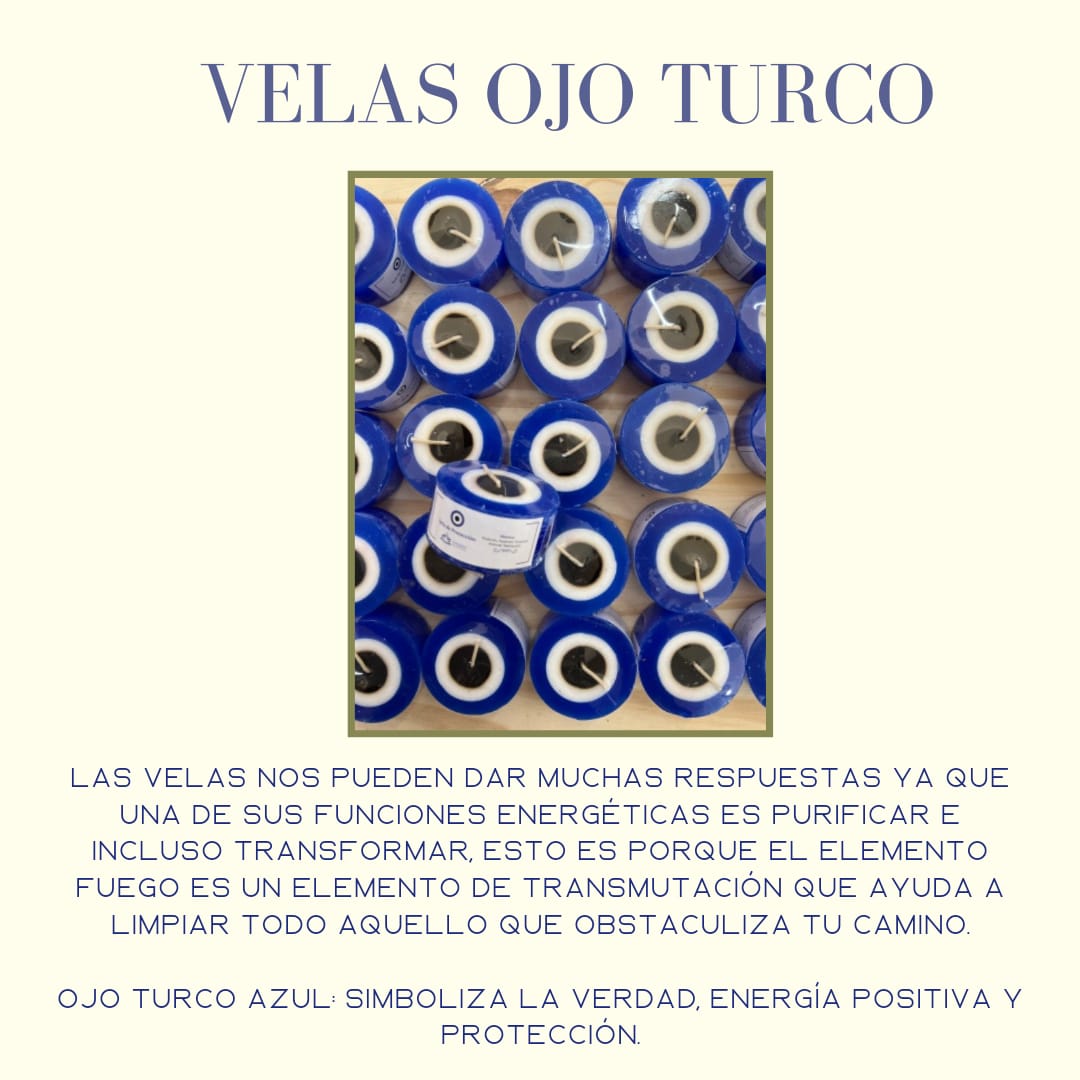 VELAS OJO TURCO
LAS VELAS NOS PUEDEN DAR MUCHAS RESPUESTAS YA QUE
UNA DE SUS FUNCIONES ENERGÉTICAS ES PURIFICAR E
INCLUSO TRANSFORMAR, ESTO ES PORQUE EL ELEMENTO
FUEGO ES UN ELEMENTO DE TRANSMUTACIÓN QUE AYUDA A
LIMPIAR TODO AQUELLO QUE OBSTACULIZA TU CAMINO.
OJO TURCO AZUL: SIMBOLIZA LA VERDAD, ENERGÍA POSITIVA Y
PROTECCIÓN.